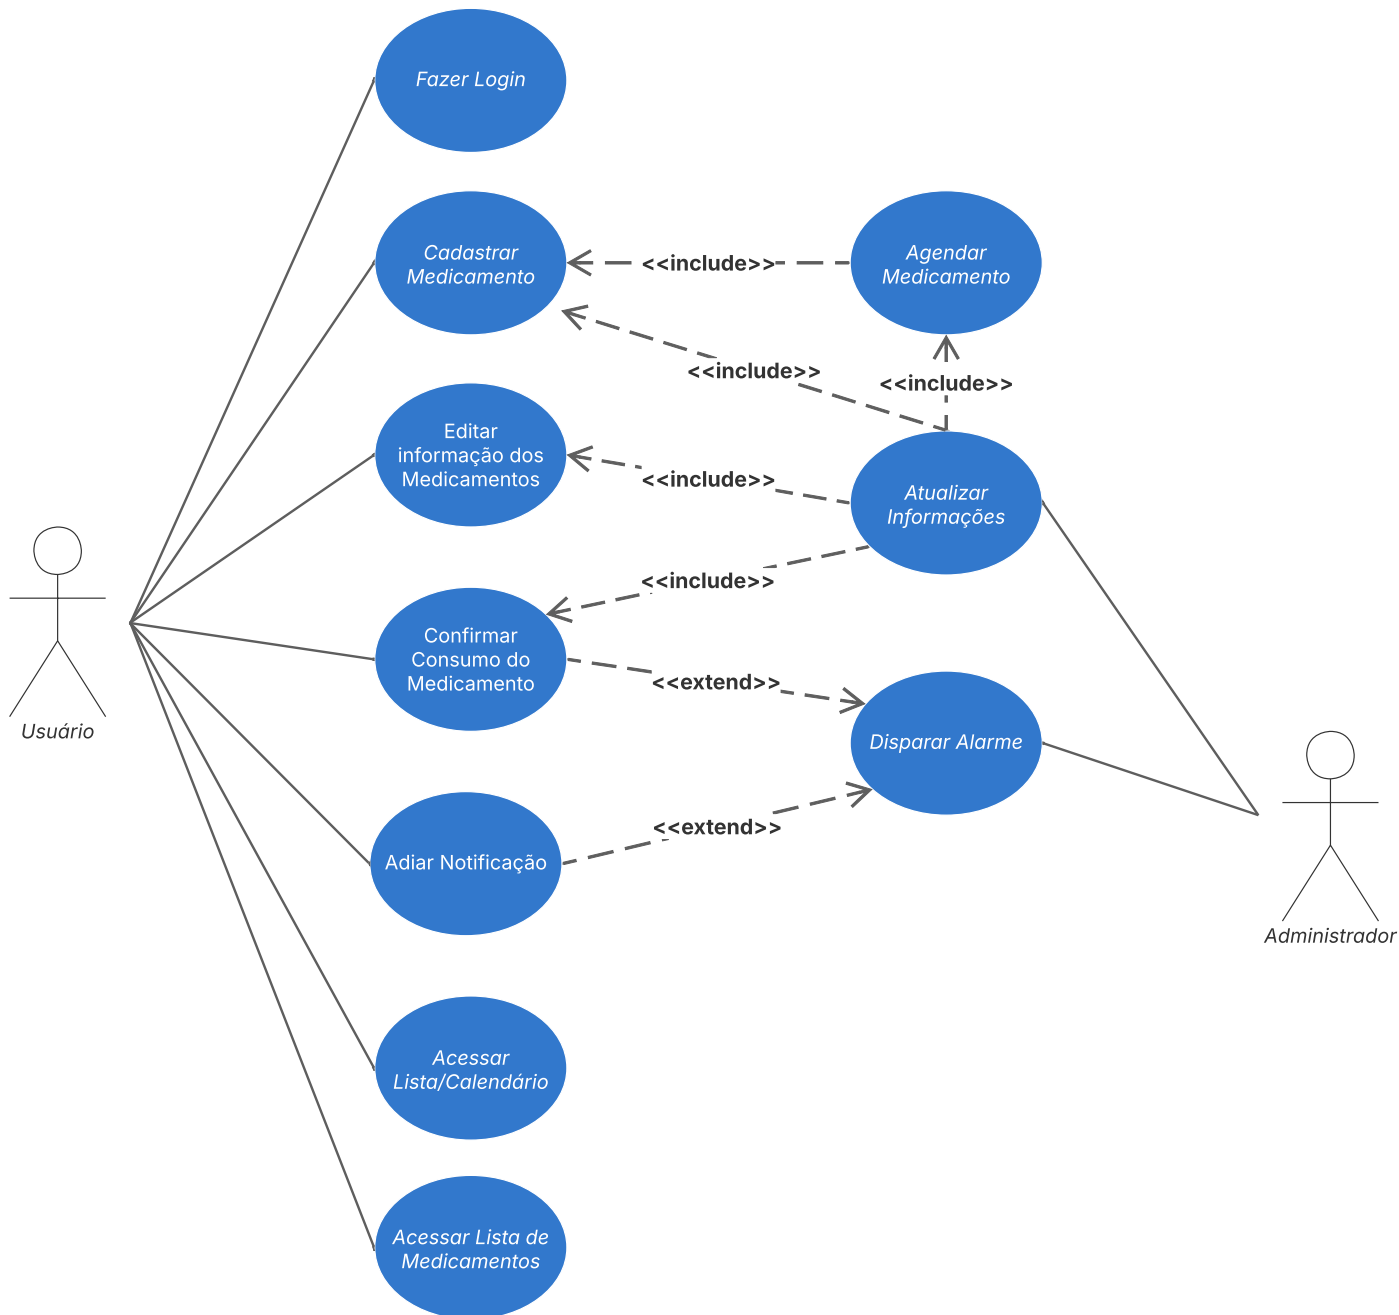 Fazer Login
Cadastrar
Medicamento
<<include>>
Agendar
Medicamento
<<include>>
<<include>>
Editar
informação dos
Medicamentos
<<include>>
Atualizar
Informações
<<include>>
Confirmar
Consumo do
Medicamento
<<extend>>
Usuário
Disparar Alarme
<<extend>>
Adiar Notificação
Administrador
Acessar
Lista/Calendário
Acessar Lista de
Medicamentos